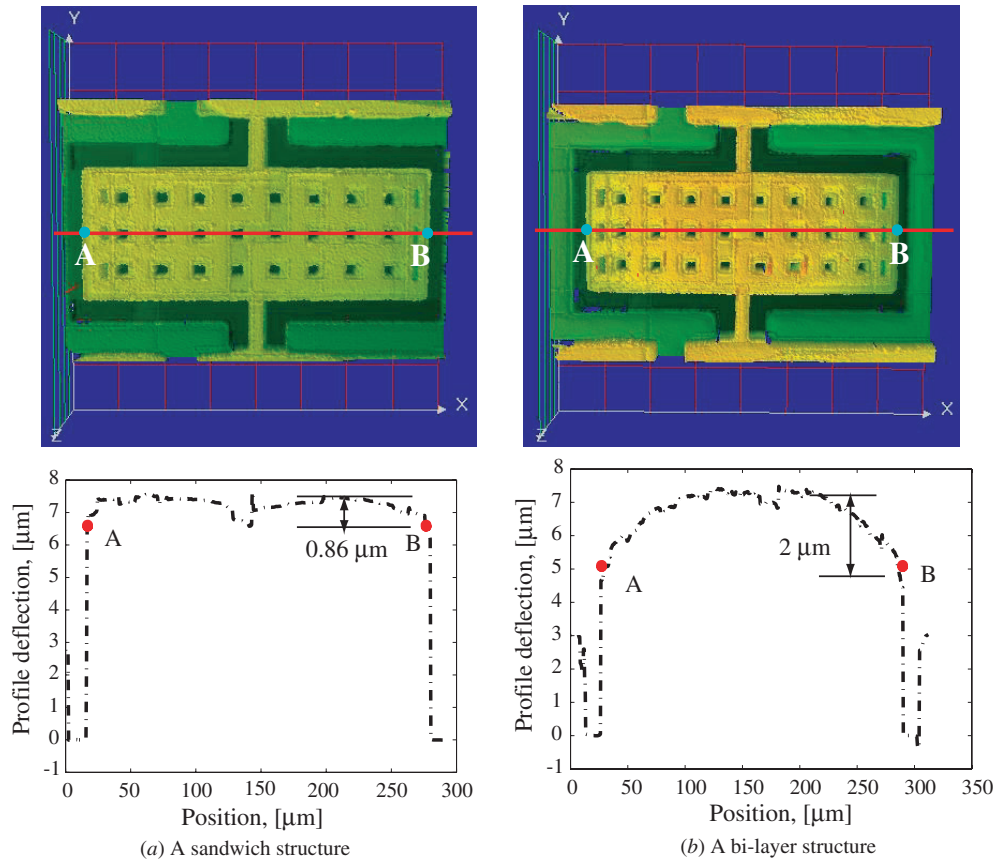 Y
A
B
X
Z
Y
A
B
X
Z
8
7
6
5
4
3
2
1
0
-1
Profile deflection, [μm]
A
B
0.86 μm
0
50
100
150
200
250
300
Position, [μm]
(a) A sandwich structure
8
7
6
5
4
3
2
1
0
-1
Profile deflection, [μm]
A
B
2 μm
0
50
100
150
200
250
300
350
Position, [μm]
(b) A bi-layer structure